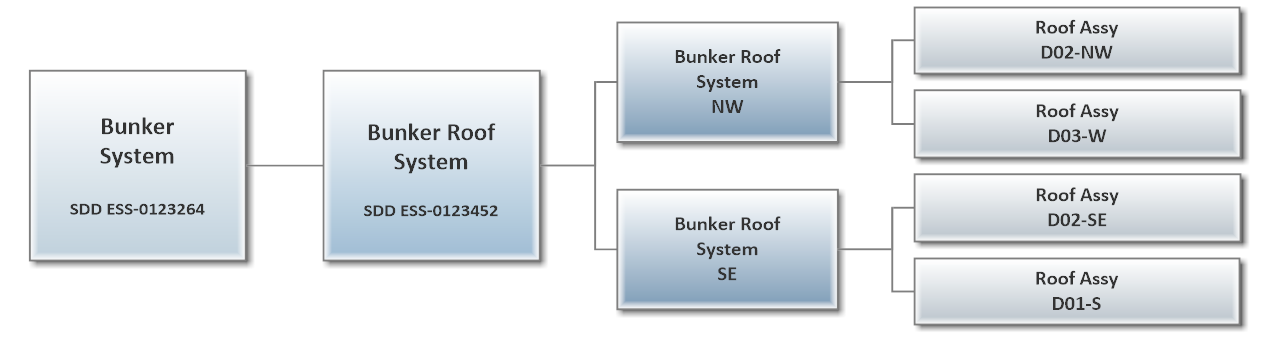 Bunker
System
SDD ESS-0123264
Bunker Roof
System
SDD ESS-0123452
Bunker Roof
System
NW
Bunker Roof
System
SE
Roof Assy
D02-NW
Roof Assy
D03-W
Roof Assy
D02-SE
Roof Assy
D01-S